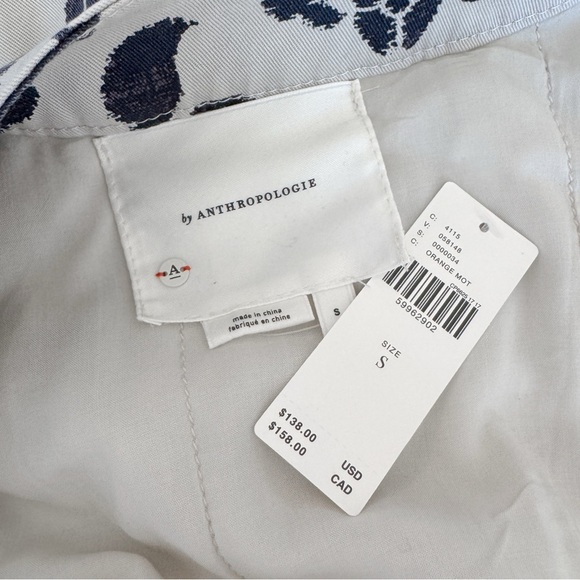 by ANTHROPOLOGIE
A
made in china
fabriqué en chine
S
C: 4115
V: 058148
S: 0000034
C: ORANGE MOT
59962902
SIZE
S
$138.00 USD
$158.00 CAD